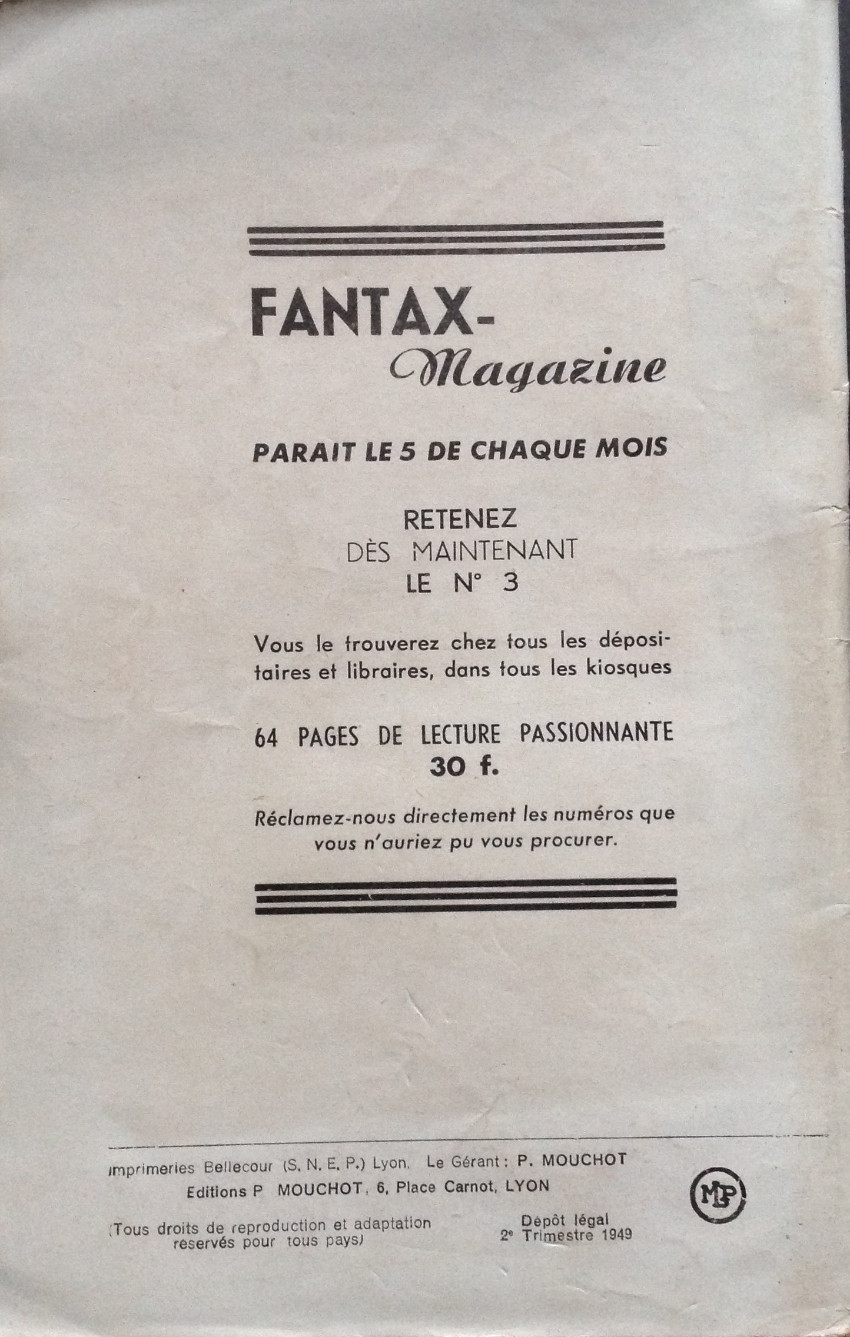 FANTAX-
Magazine
PARAIT LE 5 DE CHAQUE MOIS
RETENEZ
DÈS MAINTENANT
LE N° 3
Vous le trouverez chez tous les déposi-
taires et libraires, dans tous les kiosques
64 PAGES DE LECTURE PASSIONNANTE
30 f.
Réclamez-nous directement les numéros que
vous n'auriez pu vous procurer.
Imprimeries Bellecour (S. N. E. P.) Lyon. Le Gérant : P. MOUCHOT
Editions P MOUCHOT, 6, Place Carnot, LYON
(Tous droits de reproduction et adaptation
réservés pour tous pays)
Dépôt légal
2e Trimestre 1949